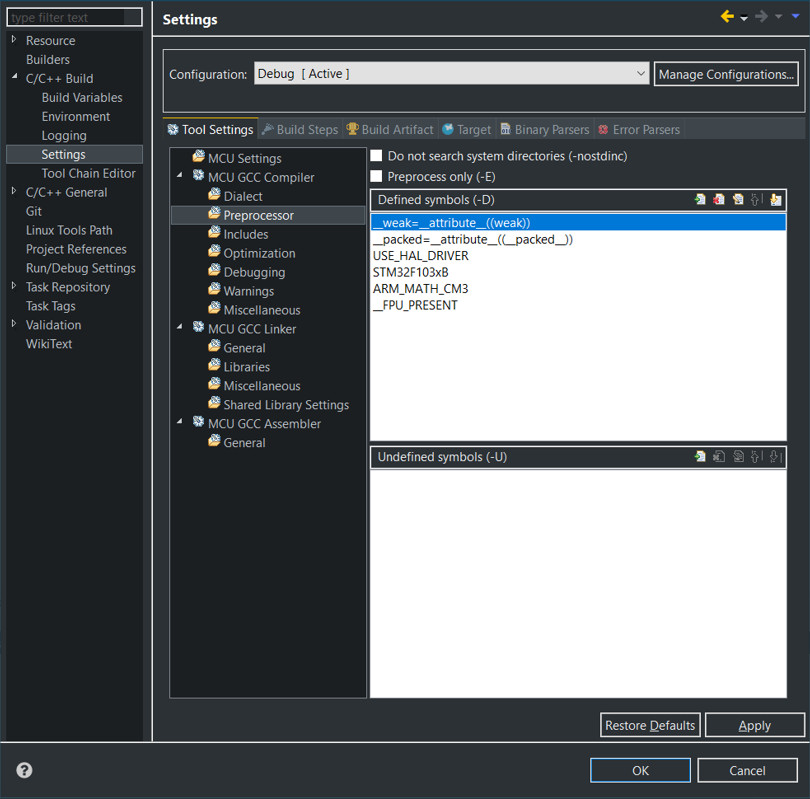 type filter text
Resource
Builders
C/C++ Build
Build Variables
Environment
Logging
Settings
Tool Chain Editor
C/C++ General
Git
Linux Tools Path
Project References
Run/Debug Settings
Task Repository
Task Tags
Validation
WikiText
Settings
Configuration: Debug [ Active ] Manage Configurations...
Tool Settings Build Steps Build Artifact Target Binary Parsers Error Parsers
MCU Settings
MCU GCC Compiler
Dialect
Preprocessor
Includes
Optimization
Debugging
Warnings
Miscellaneous
MCU GCC Linker
General
Libraries
Miscellaneous
Shared Library Settings
MCU GCC Assembler
General
Do not search system directories (-nostdinc)
Preprocess only (-E)
Defined symbols (-D)
__weak=__attribute__((weak))
__packed=__attribute__((__packed__))
USE_HAL_DRIVER
STM32F103xB
ARM_MATH_CM3
__FPU_PRESENT
Undefined symbols (-U)
Restore Defaults Apply
OK Cancel